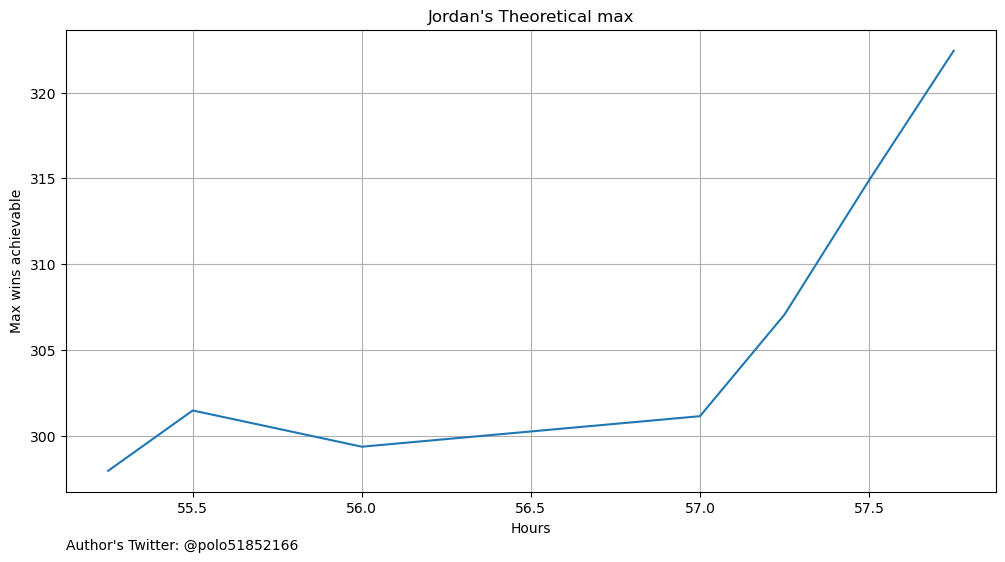 Jordan's Theoretical max
Max wins achievable
320
315
310
305
300
55.5
56.0
56.5
57.0
57.5
Hours
Author's Twitter: @polo51852166